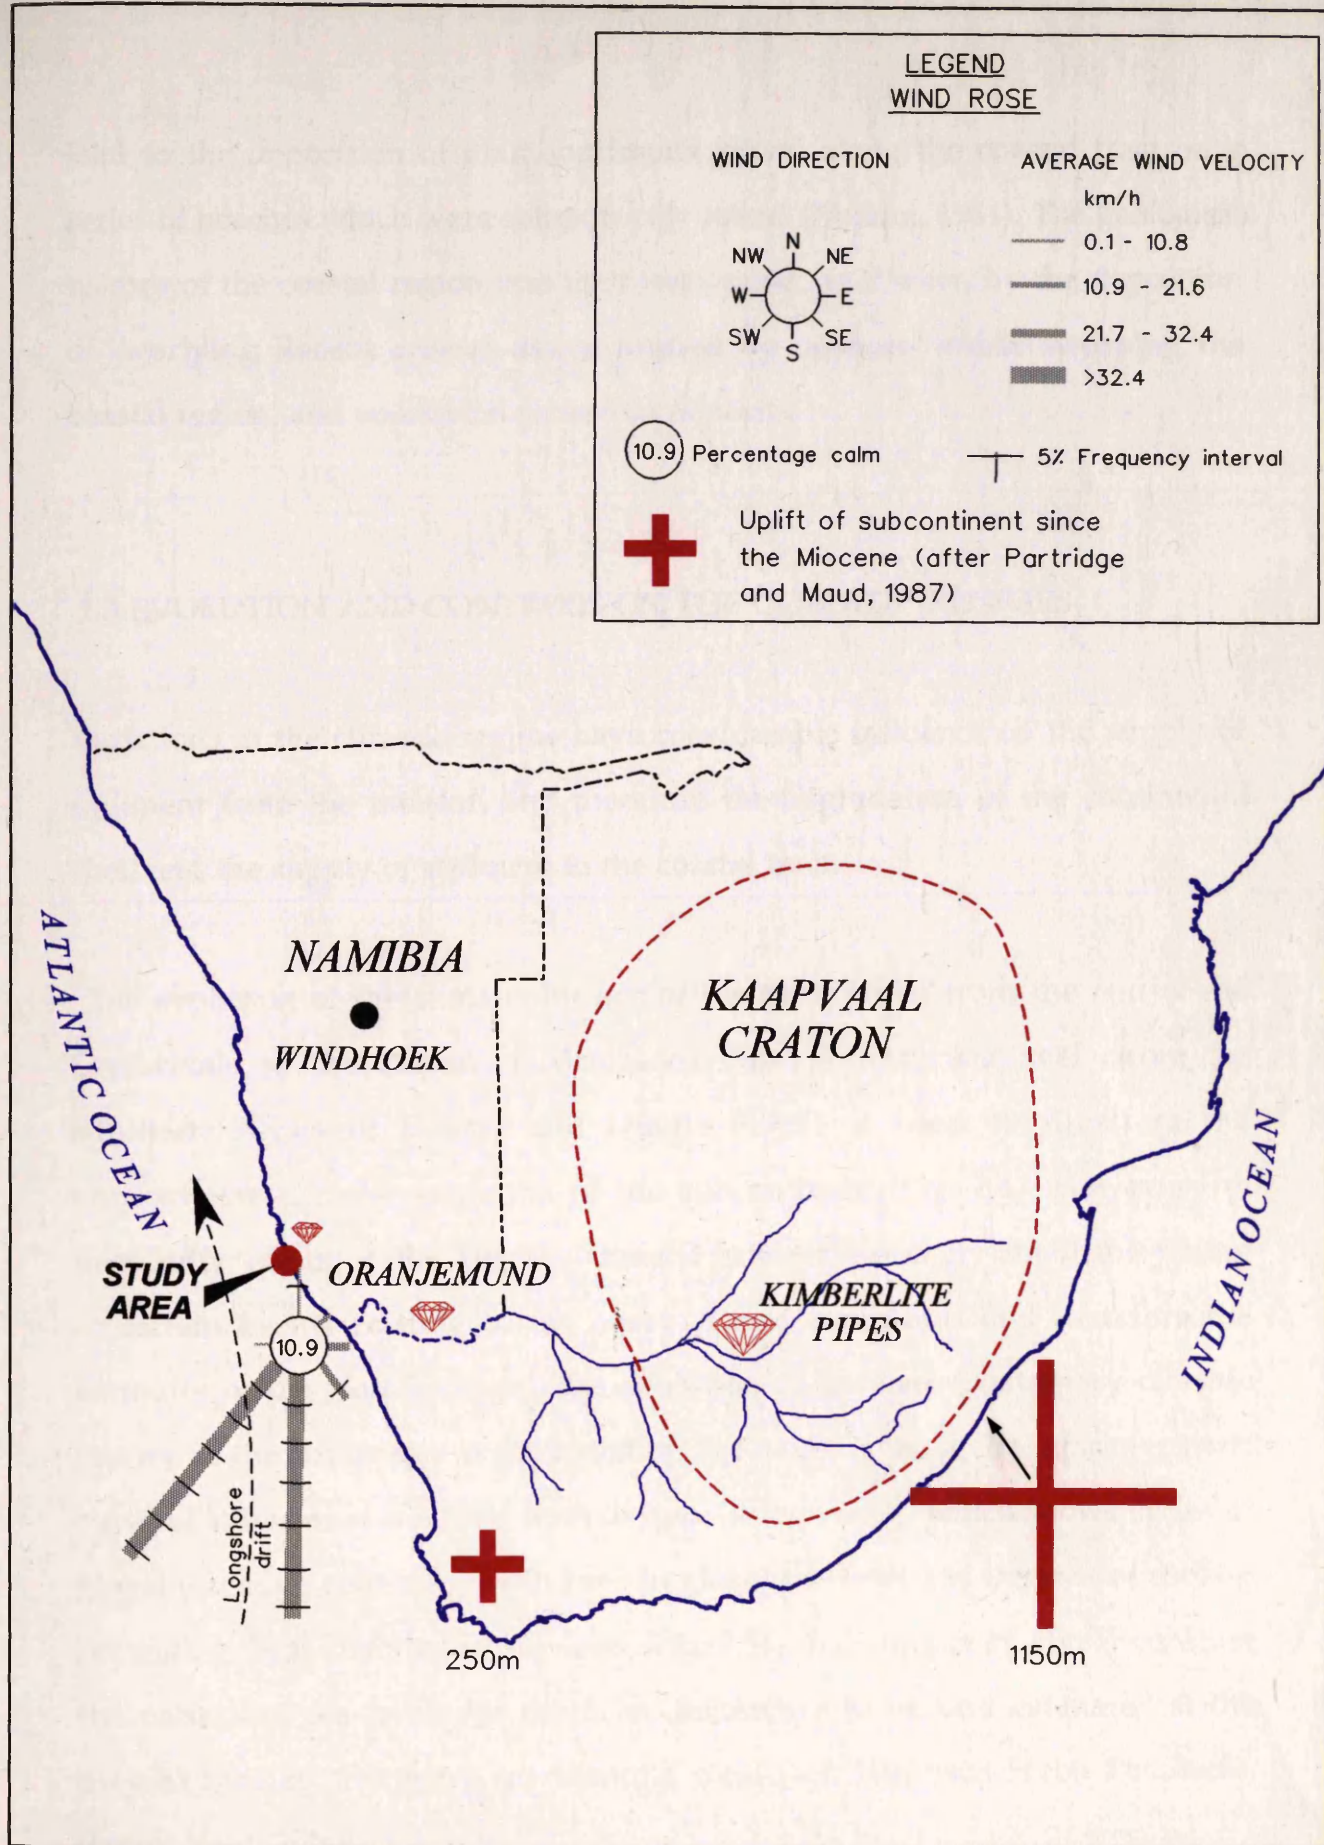 LEGEND
WIND ROSE
WIND DIRECTION
AVERAGE WIND VELOCITY
km/h
N
NW NE
W E
SW SE
S
0.1 - 10.8
10.9 - 21.6
21.7 - 32.4
>32.4
10.9 Percentage calm
5% Frequency interval
Uplift of subcontinent since
the Miocene (after Partridge
and Maud, 1987)
ATLANTIC OCEAN
NAMIBIA
WINDHOEK
KAAPVAAL
CRATON
INDIAN OCEAN
STUDY
AREA
ORANJEMUND
KIMBERLITE
PIPES
10.9
Longshore
drift
250m
1150m